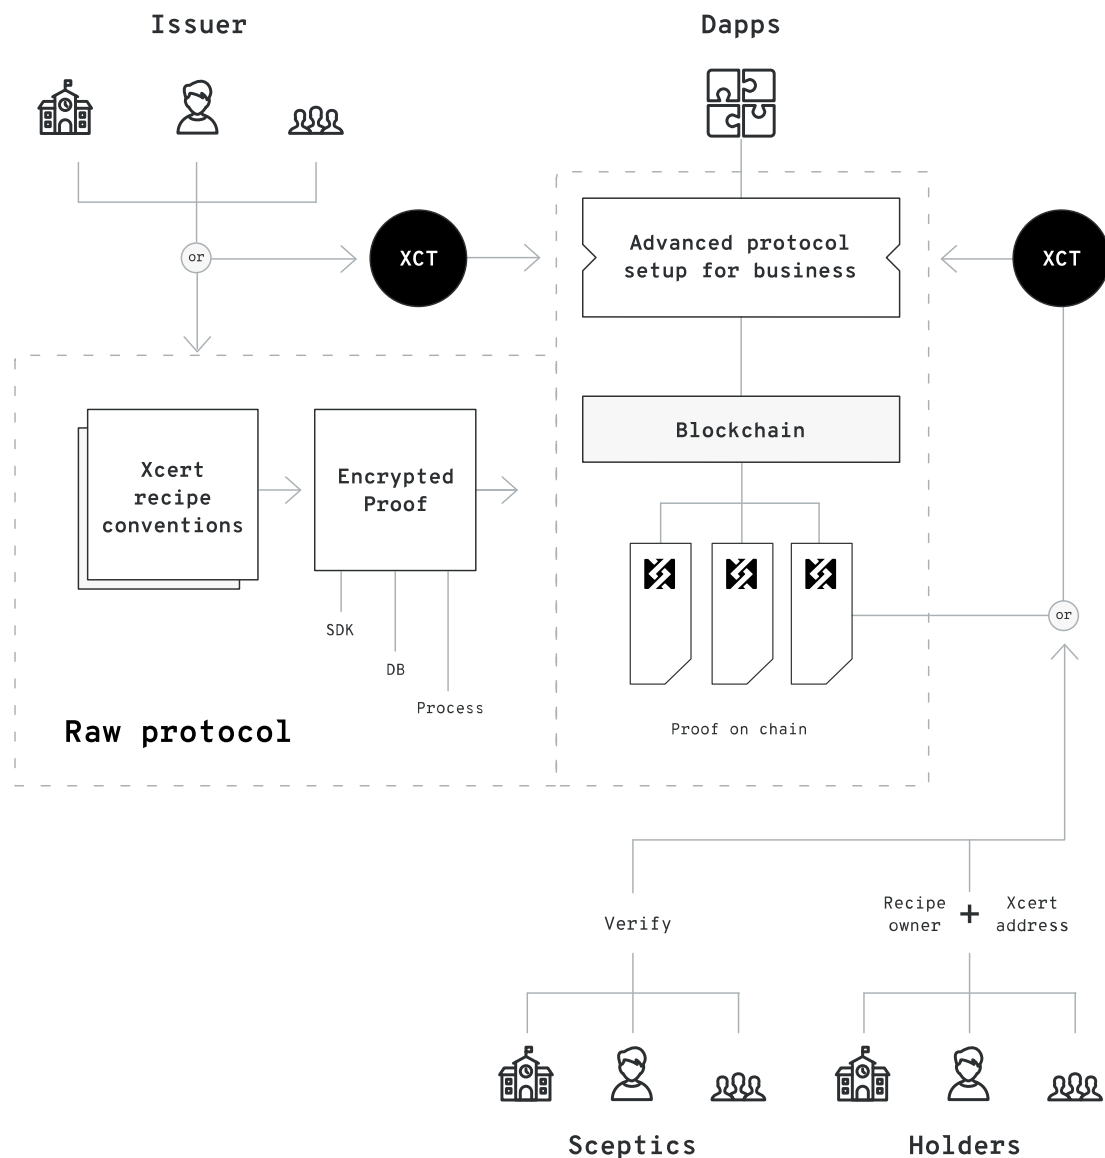 Issuer
Dapps
or
XCT
Advanced protocol
setup for business
XCT
Xcert
recipe
conventions
Encrypted
Proof
Blockchain
SDK
DB
Process
Raw protocol
Proof on chain
or
Verify
Recipe
owner
+
Xcert
address
Sceptics
Holders